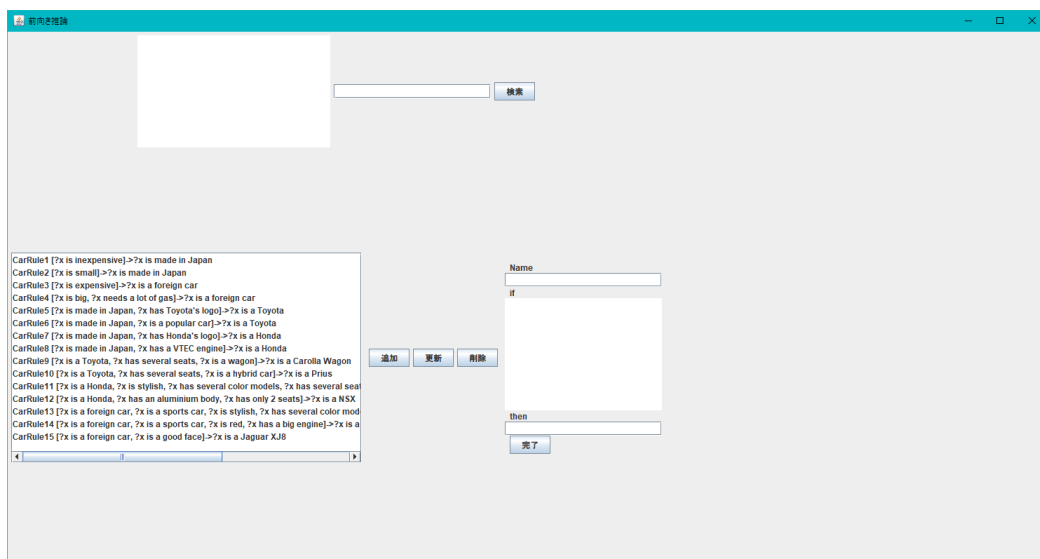 前向き推論
検索
CarRule1 [?x is inexpensive]->?x is made in Japan
CarRule2 [?x is small]->?x is made in Japan
CarRule3 [?x is expensive]->?x is a foreign car
CarRule4 [?x is big, ?x needs a lot of gas]->?x is a foreign car
CarRule5 [?x is made in Japan, ?x has Toyota's logo]->?x is a Toyota
CarRule6 [?x is made in Japan, ?x is a popular car]->?x is a Toyota
CarRule7 [?x is made in Japan, ?x has Honda's logo]->?x is a Honda
CarRule8 [?x is made in Japan, ?x has a VTEC engine]->?x is a Honda
CarRule9 [?x is a Toyota, ?x has several seats, ?x is a wagon]->?x is a Carolla Wagon
CarRule10 [?x is a Toyota, ?x has several seats, ?x is a hybrid car]->?x is a Prius
CarRule11 [?x is a Honda, ?x is stylish, ?x has several color models, ?x has several seat
CarRule12 [?x is a Honda, ?x has an aluminium body, ?x has only 2 seats]->?x is a NSX
CarRule13 [?x is a foreign car, ?x is a sports car, ?x is stylish, ?x has several color mod
CarRule14 [?x is a foreign car, ?x is a sports car, ?x is red, ?x has a big engine]->?x is a
CarRule15 [?x is a foreign car, ?x is a good face]->?x is a Jaguar XJ8
追加 更新 削除
Name
if
then
完了